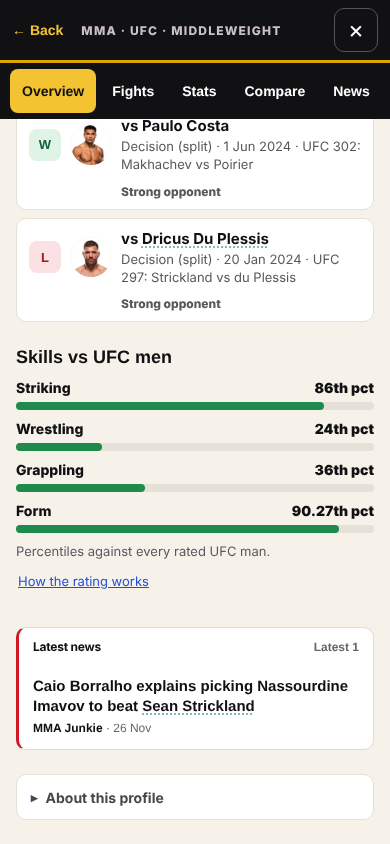 ← Back MMA · UFC · MIDDLEWEIGHT ✕
Overview Fights Stats Compare News
W
vs Paulo Costa
Decision (split) · 1 Jun 2024 · UFC 302:
Makhachev vs Poirier
Strong opponent
L
vs Dricus Du Plessis
Decision (split) · 20 Jan 2024 · UFC
297: Strickland vs du Plessis
Strong opponent
Skills vs UFC men
Striking 86th pct
Wrestling 24th pct
Grappling 36th pct
Form 90.27th pct
Percentiles against every rated UFC man.
How the rating works
Latest news Latest 1
Caio Borralho explains picking Nassourdine
Imavov to beat Sean Strickland
MMA Junkie · 26 Nov
▸ About this profile